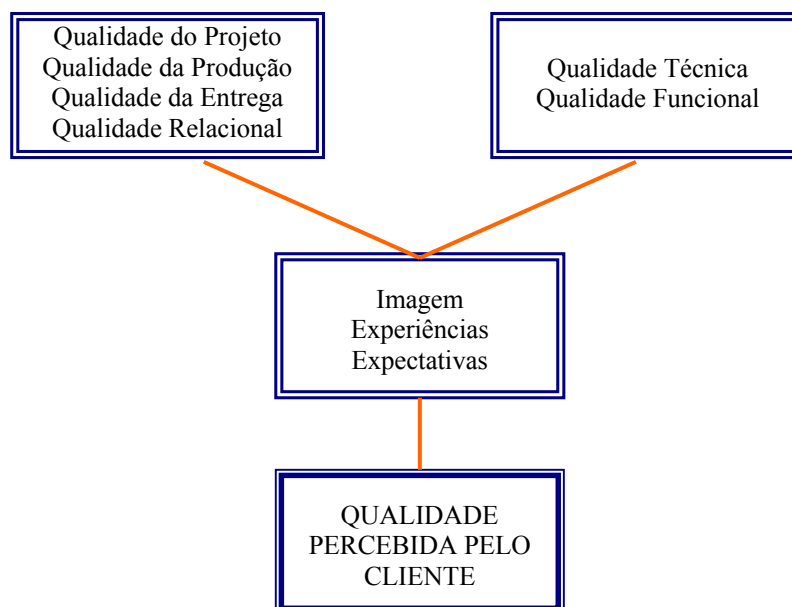 Qualidade do Projeto
Qualidade da Produção
Qualidade da Entrega
Qualidade Relacional
Qualidade Técnica
Qualidade Funcional
Imagem
Experiências
Expectativas
QUALIDADE
PERCEBIDA PELO
CLIENTE